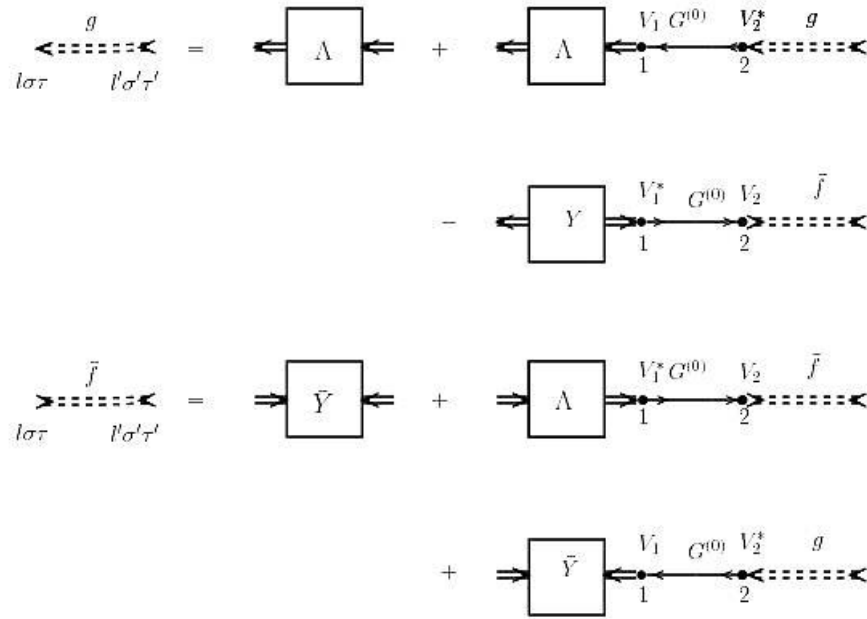 g = Λ + Λ V₁ G⁽⁰⁾ V₂* g
lστ l'σ'τ' 1 2
− Y V₁* G⁽⁰⁾ V₂ f̄
1 2
f̄ = Ȳ + Λ V₁* G⁽⁰⁾ V₂ f̄
lστ l'σ'τ' 1 2
+ Ȳ V₁ G⁽⁰⁾ V₂* g
1 2